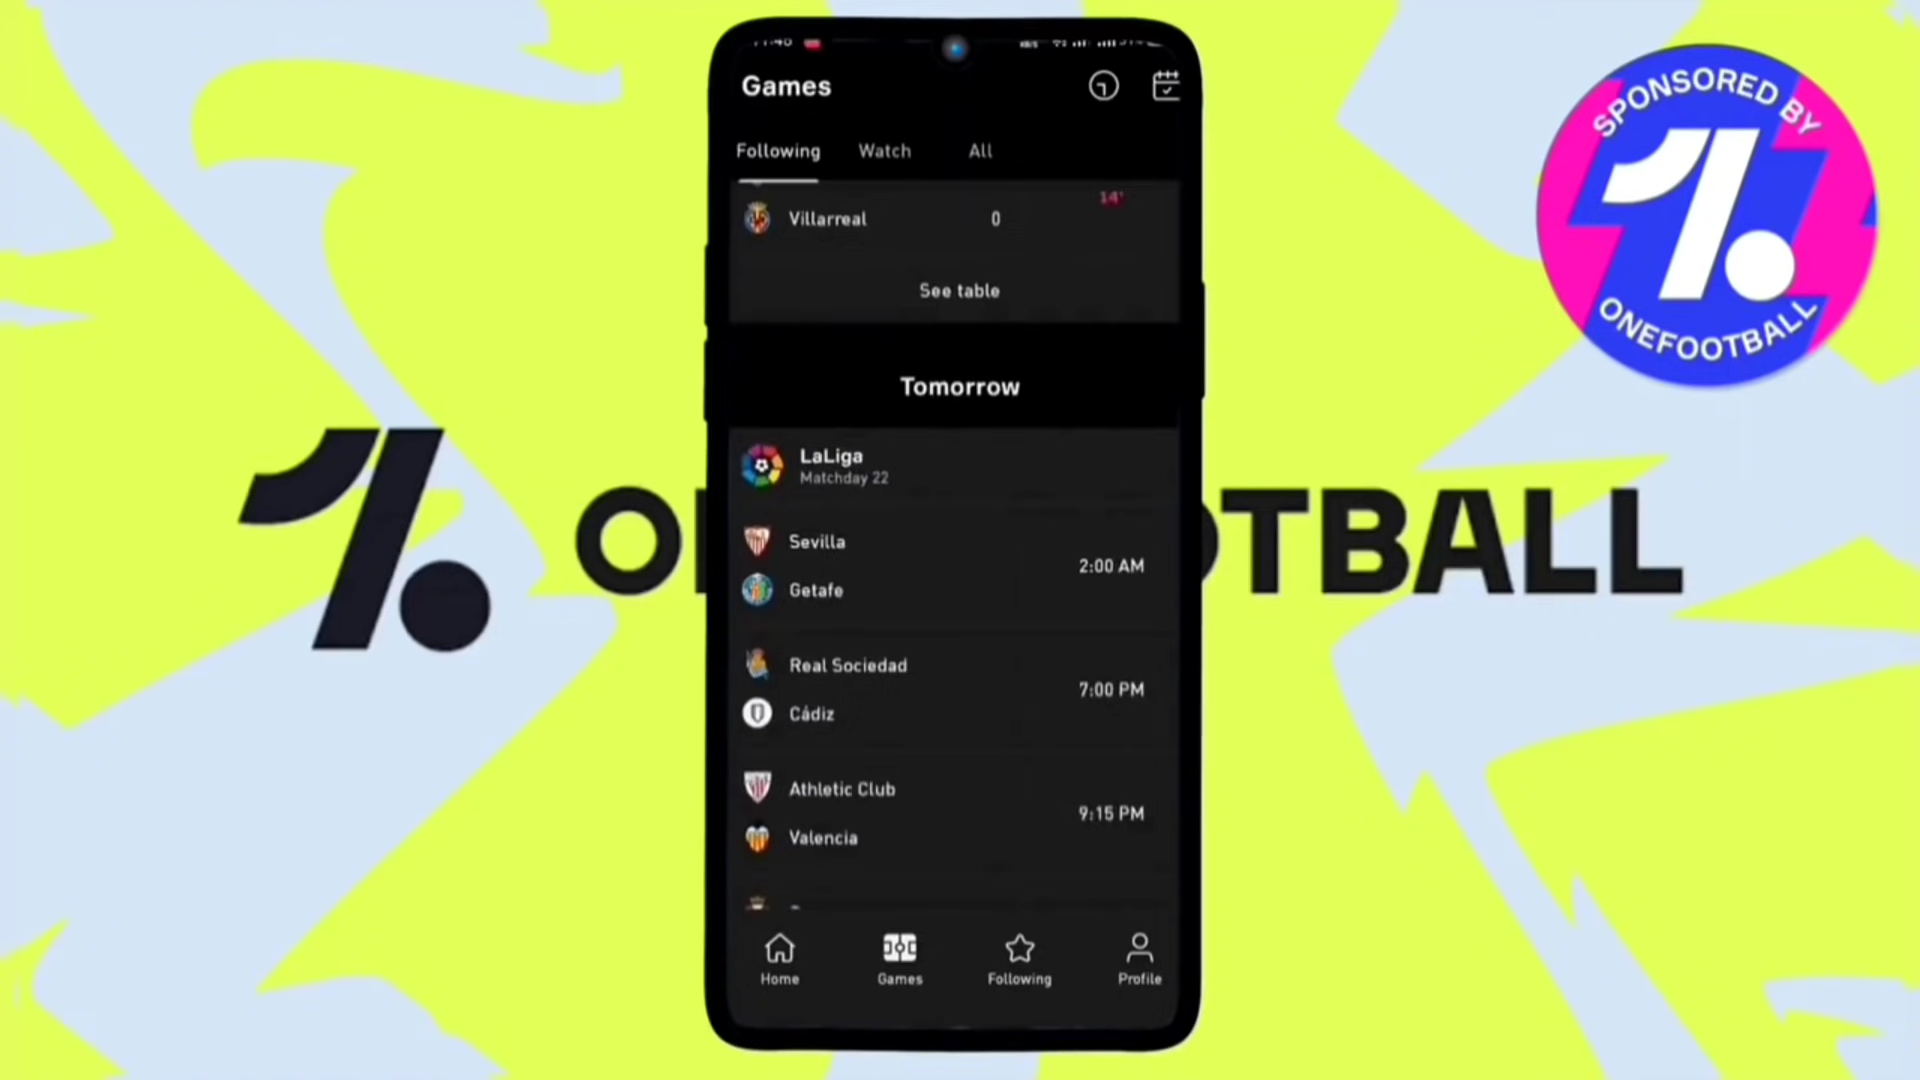 Games
Following Watch All
14'
Villarreal 0
See table
Tomorrow
LaLiga
Matchday 22
Sevilla
2:00 AM
Getafe
Real Sociedad
7:00 PM
Cádiz
Athletic Club
9:15 PM
Valencia
Home Games Following Profile
SPONSORED BY
ONEFOOTBALL